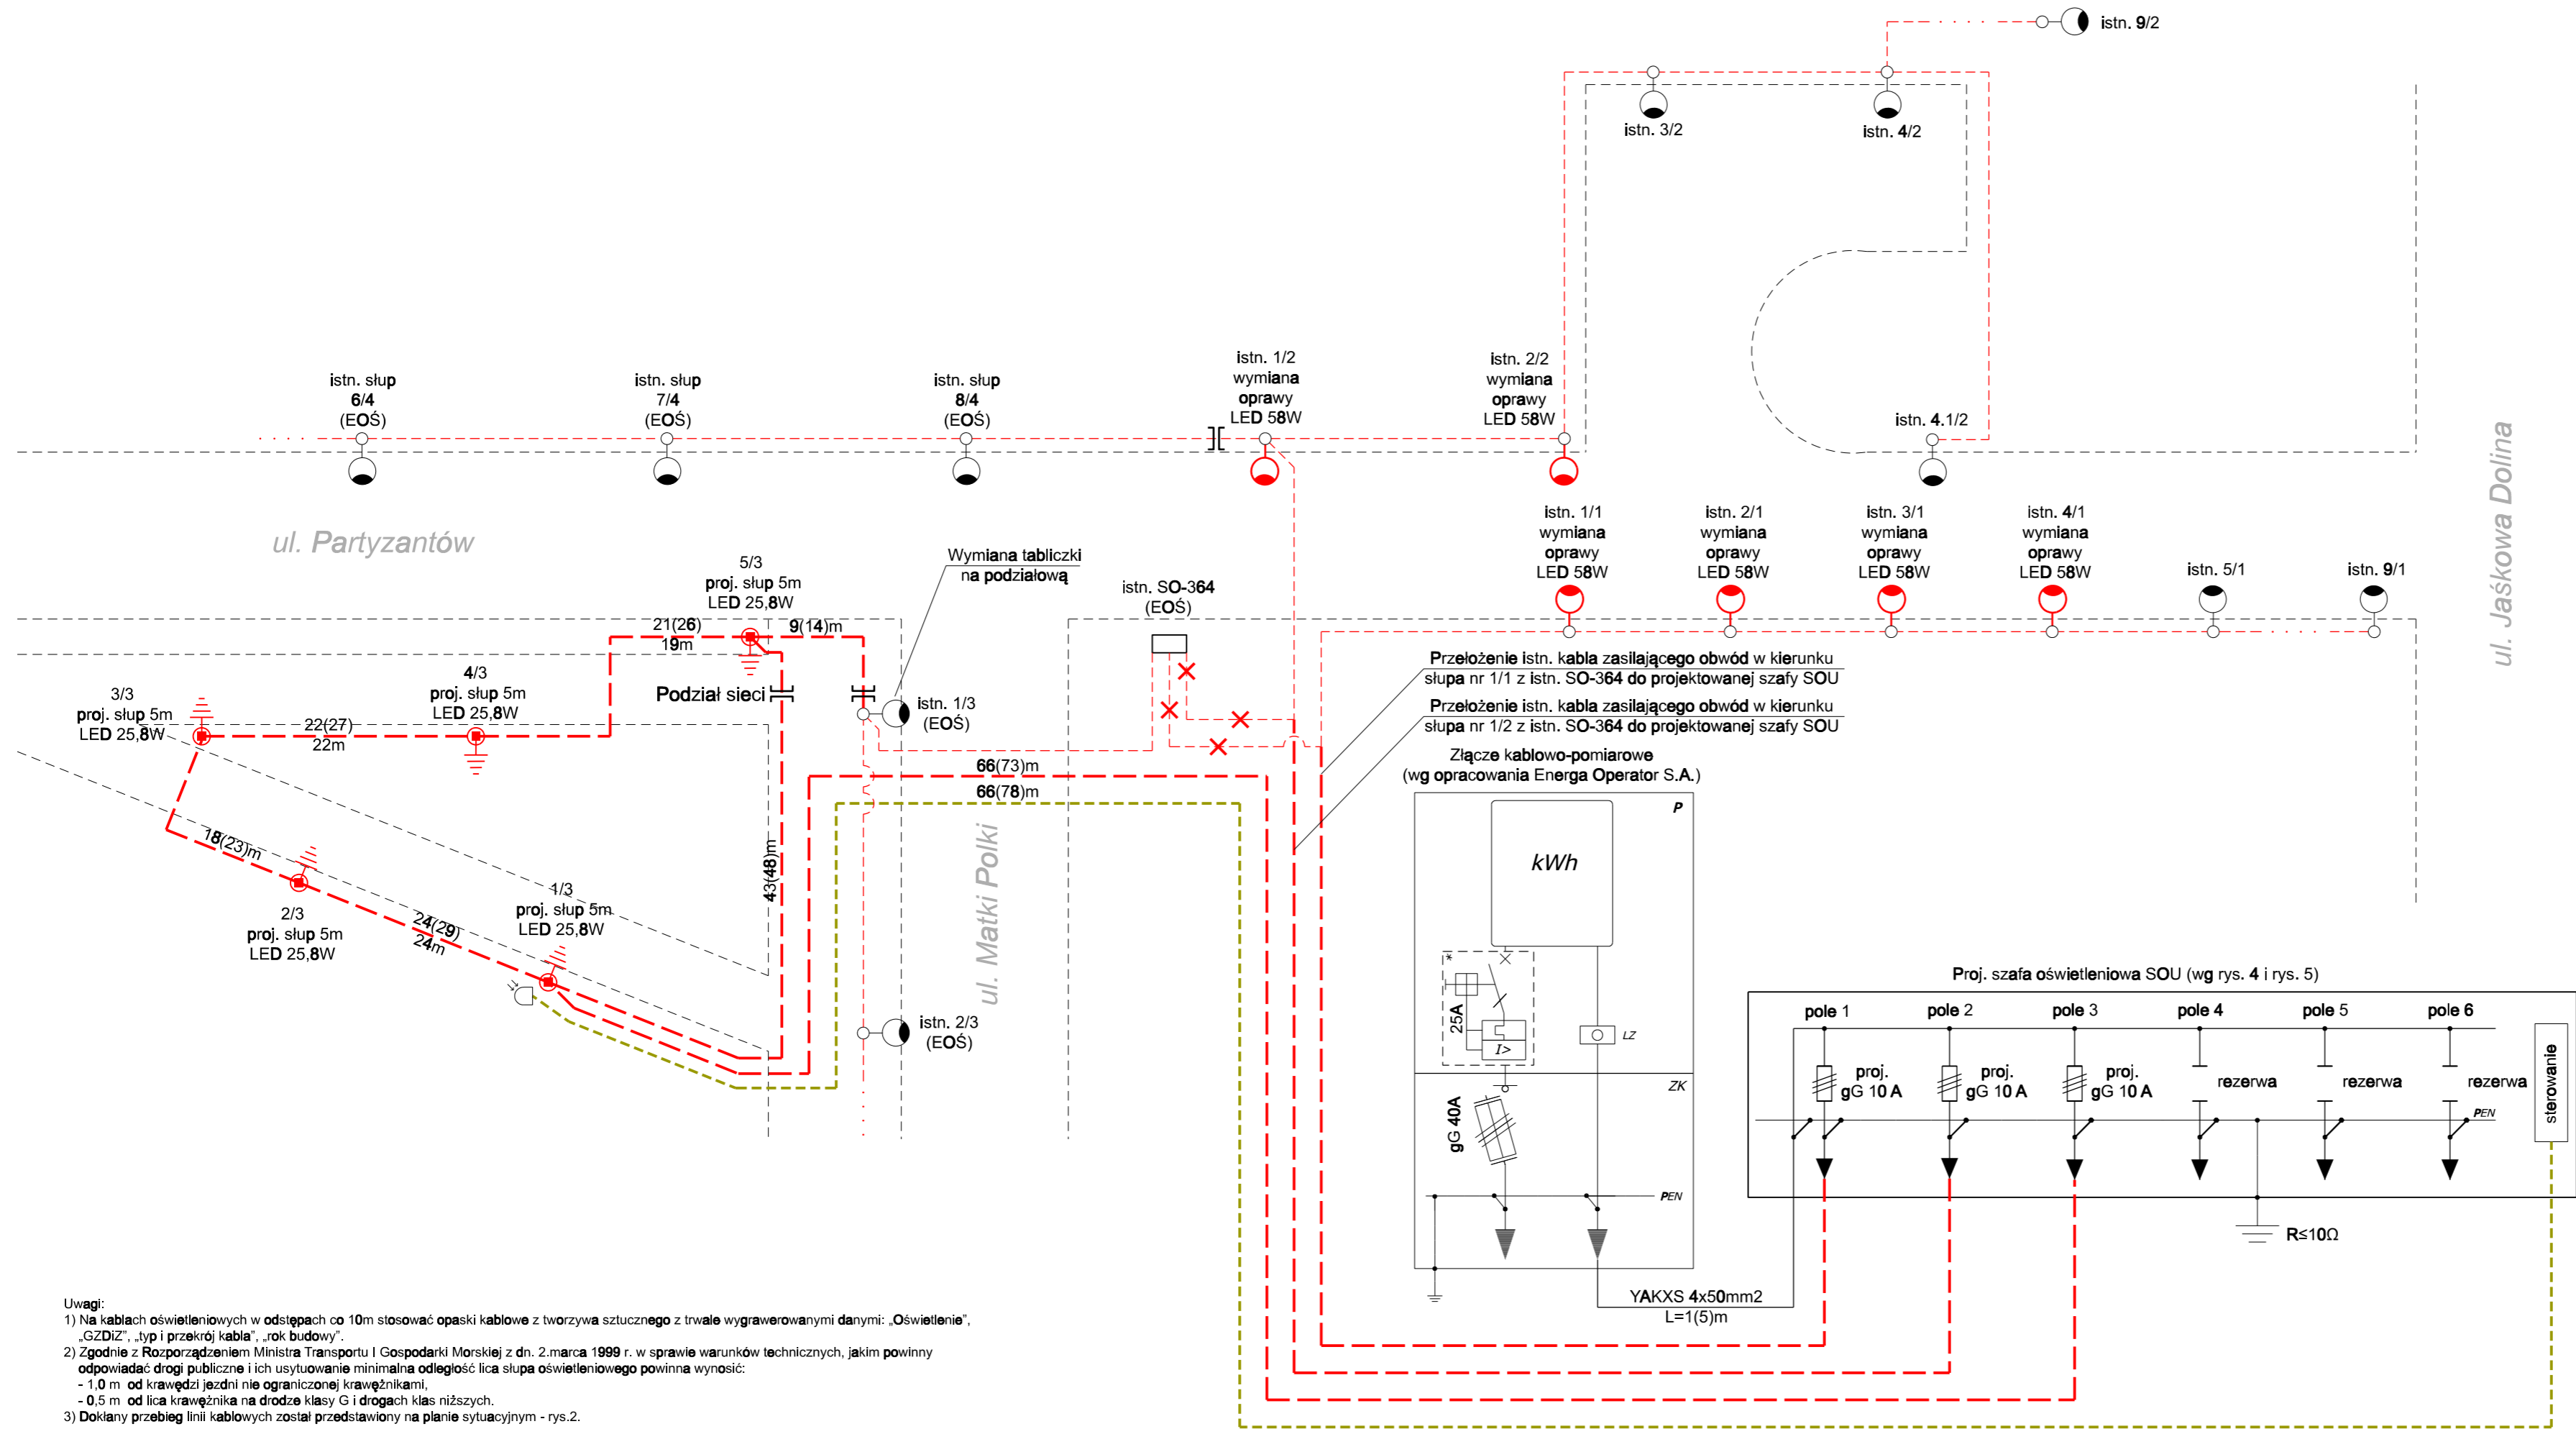 istn. 9/2
istn. 3/2
istn. 4/2
istn. słup
6/4
(EOŚ)
istn. słup
7/4
(EOŚ)
istn. słup
8/4
(EOŚ)
istn. 1/2
wymiana
oprawy
LED 58W
istn. 2/2
wymiana
oprawy
LED 58W
istn. 4.1/2
ul. Jaśkowa Dolina
ul. Partyzantów
istn. 1/1
wymiana
oprawy
LED 58W
istn. 2/1
wymiana
oprawy
LED 58W
istn. 3/1
wymiana
oprawy
LED 58W
istn. 4/1
wymiana
oprawy
LED 58W
istn. 5/1
istn. 9/1
Wymiana tabliczki
na podziałową
5/3
proj. słup 5m
LED 25,8W
istn. SO-364
(EOŚ)
21(26)
19m
9(14)m
4/3
proj. słup 5m
LED 25,8W
3/3
proj. słup 5m
LED 25,8W
22(27)
22m
Podział sieci
istn. 1/3
(EOŚ)
Przełożenie istn. kabla zasilającego obwód w kierunku
słupa nr 1/1 z istn. SO-364 do projektowanej szafy SOU
Przełożenie istn. kabla zasilającego obwód w kierunku
słupa nr 1/2 z istn. SO-364 do projektowanej szafy SOU
Złącze kablowo-pomiarowe
(wg opracowania Energa Operator S.A.)
66(73)m
66(78)m
18(23)m
43(48)m
ul. Matki Polki
2/3
proj. słup 5m
LED 25,8W
24(29)
24m
1/3
proj. słup 5m
LED 25,8W
istn. 2/3
(EOŚ)
P
kWh
*
25A
I>
LZ
ZK
gG 40A
PEN
YAKXS 4x50mm2
L=1(5)m
Proj. szafa oświetleniowa SOU (wg rys. 4 i rys. 5)
pole 1
pole 2
pole 3
pole 4
pole 5
pole 6
proj.
gG 10 A
proj.
gG 10 A
proj.
gG 10 A
rezerwa
rezerwa
rezerwa
PEN
sterowanie
R≤10Ω
Uwagi:
1) Na kablach oświetleniowych w odstępach co 10m stosować opaski kablowe z tworzywa sztucznego z trwale wygrawerowanymi danymi: „Oświetlenie”,
„GZDiZ”, „typ i przekrój kabla”, „rok budowy”.
2) Zgodnie z Rozporządzeniem Ministra Transportu I Gospodarki Morskiej z dn. 2.marca 1999 r. w sprawie warunków technicznych, jakim powinny
odpowiadać drogi publiczne i ich usytuowanie minimalna odległość lica słupa oświetleniowego powinna wynosić:
- 1,0 m od krawędzi jezdni nie ograniczonej krawężnikami,
- 0,5 m od lica krawężnika na drodze klasy G i drogach klas niższych.
3) Dokłany przebieg linii kablowych został przedstawiony na planie sytuacyjnym - rys.2.